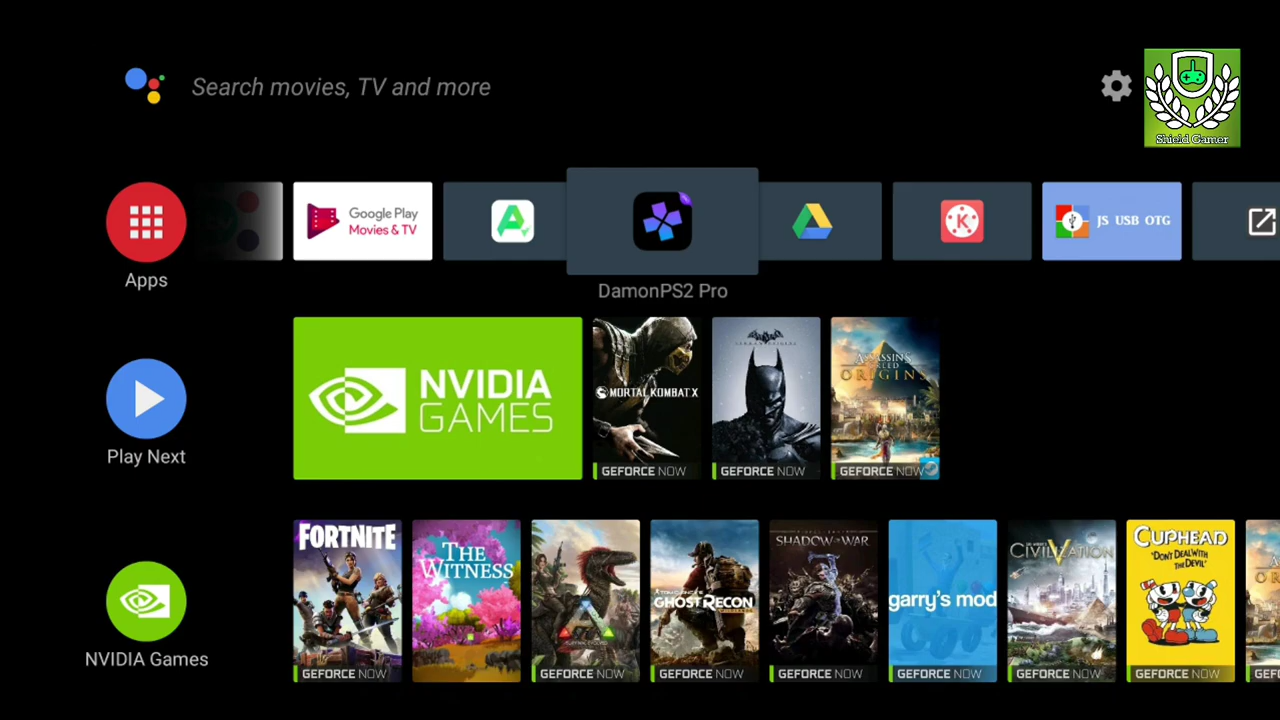 Search movies, TV and more
Shield Gamer
Google Play
Movies & TV
A
K
JS USB OTG
Apps
DamonPS2 Pro
NVIDIA
GAMES
MORTAL KOMBAT X
ASSASSIN'S
CREED
ORIGINS
GEFORCE NOW
GEFORCE NOW
GEFORCE NOW
Play Next
FORTNITE
THE
WITNESS
TOM CLANCY'S
GHOST RECON
WILDLANDS
SHADOW OF WAR
garry's mod
CIVILIZATION
V
CUPHEAD
"DON'T DEAL WITH
THE DEVIL"
GEFORCE NOW
GEFORCE NOW
GEFORCE NOW
GEFORCE NOW
GEFORCE NOW
GEFORCE NOW
GEFORCE NOW
NVIDIA Games